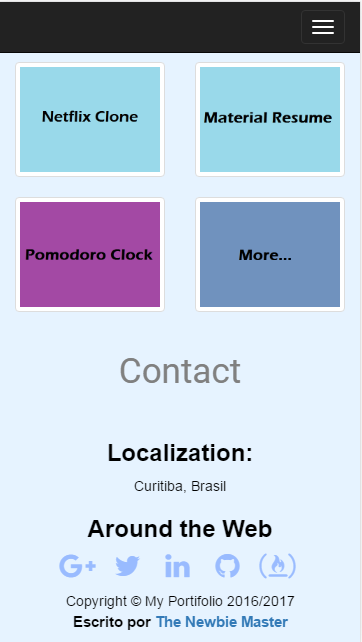 Netflix Clone
Material Resume
Pomodoro Clock
More...
Contact
Localization:
Curitiba, Brasil
Around the Web
Copyright © My Portifolio 2016/2017
Escrito por The Newbie Master